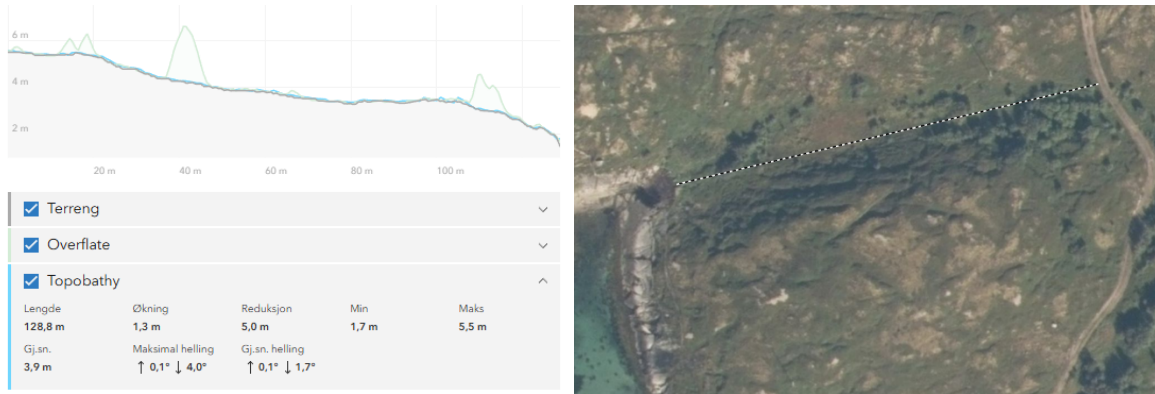 6 m
4 m
2 m
20 m 40 m 60 m 80 m 100 m
Terreng
Overflate
Topobathy
Lengde Økning Reduksjon Min Maks
128,8 m 1,3 m 5,0 m 1,7 m 5,5 m
Gj.sn. Maksimal helling Gj.sn. helling
3,9 m ↑ 0,1° ↓ 4,0° ↑ 0,1° ↓ 1,7°